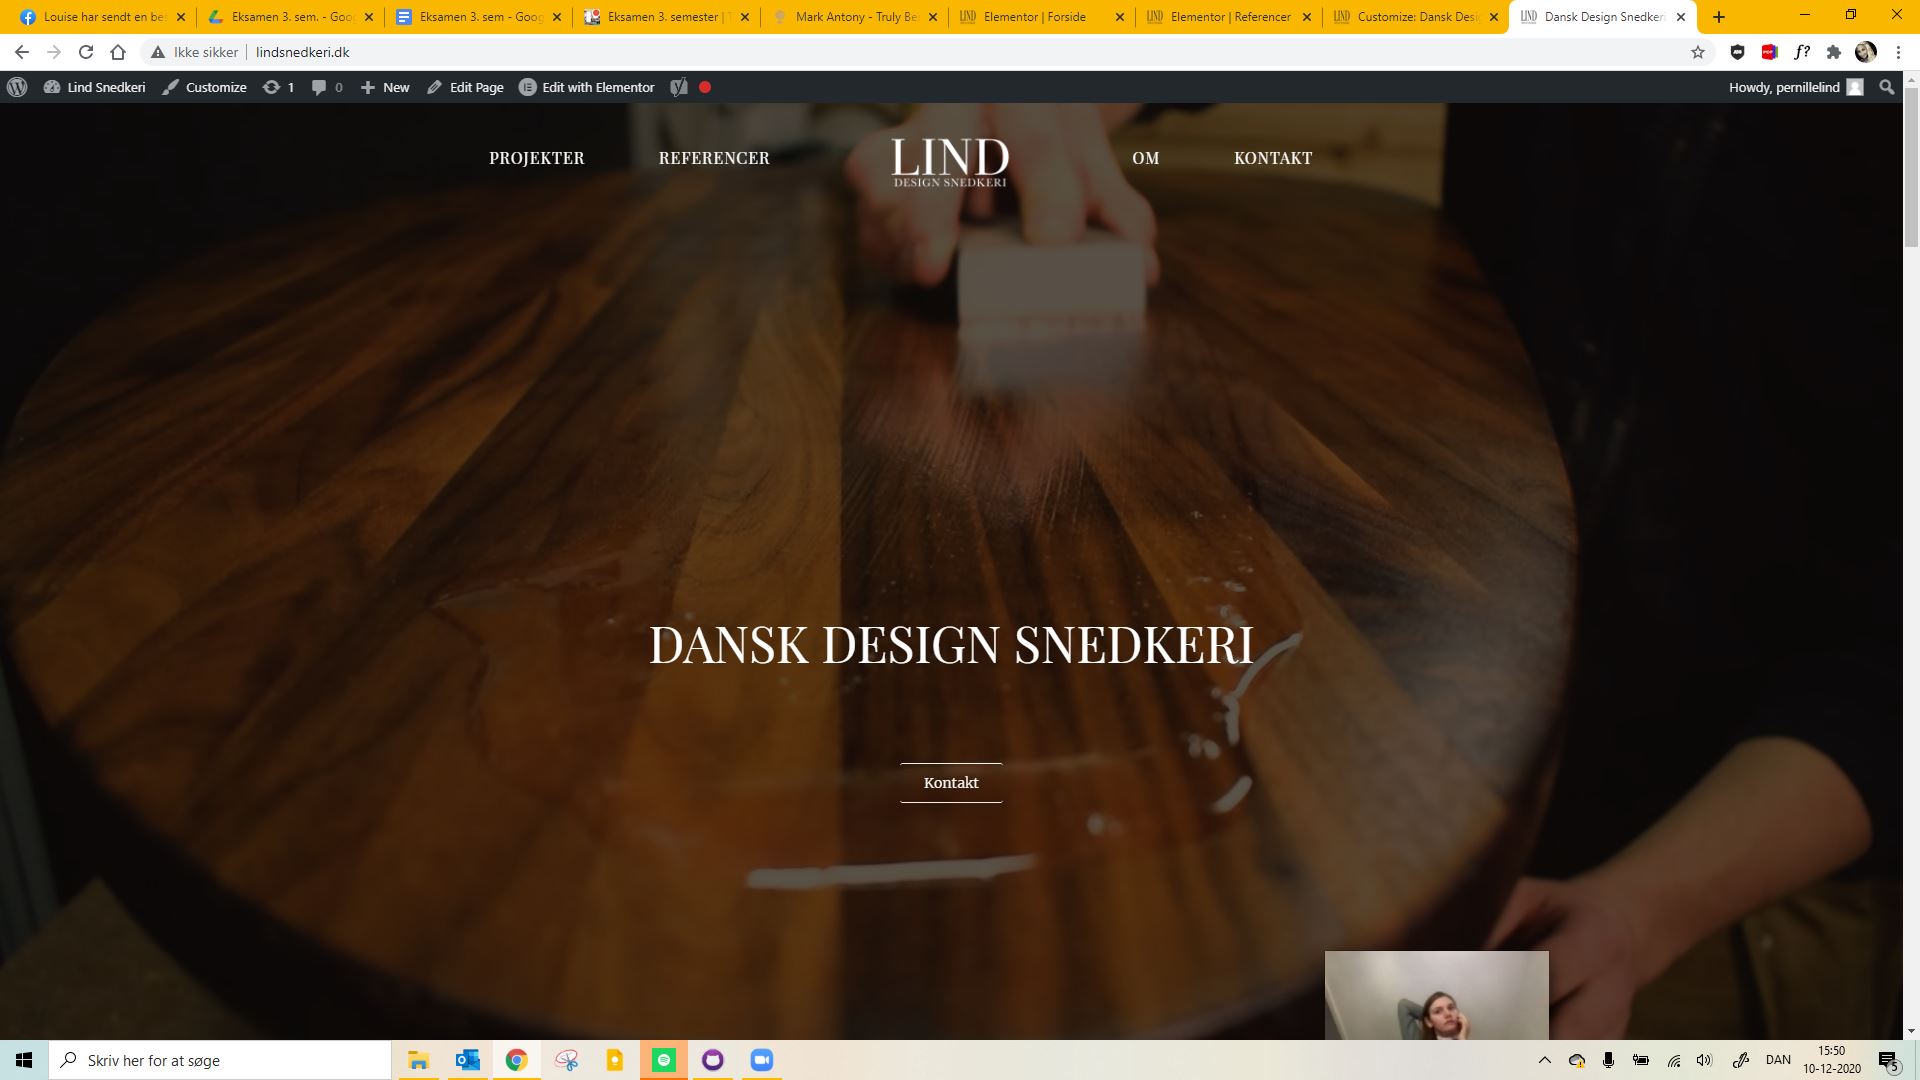 Louise har sendt en be
Eksamen 3. sem. - Goo
Eksamen 3. sem - Goog
Eksamen 3. semester |
Mark Antony - Truly Be
Elementor | Forside
Elementor | Referencer
Customize: Dansk Desi
Dansk Design Snedker
Ikke sikker
lindsnedkeri.dk
f?
Lind Snedkeri
Customize
1
0
New
Edit Page
Edit with Elementor
Howdy, pernillelind
PROJEKTER
REFERENCER
LIND
DESIGN SNEDKERI
OM
KONTAKT
DANSK DESIGN SNEDKERI
Kontakt
Skriv her for at søge
DAN
15:50
10-12-2020
5